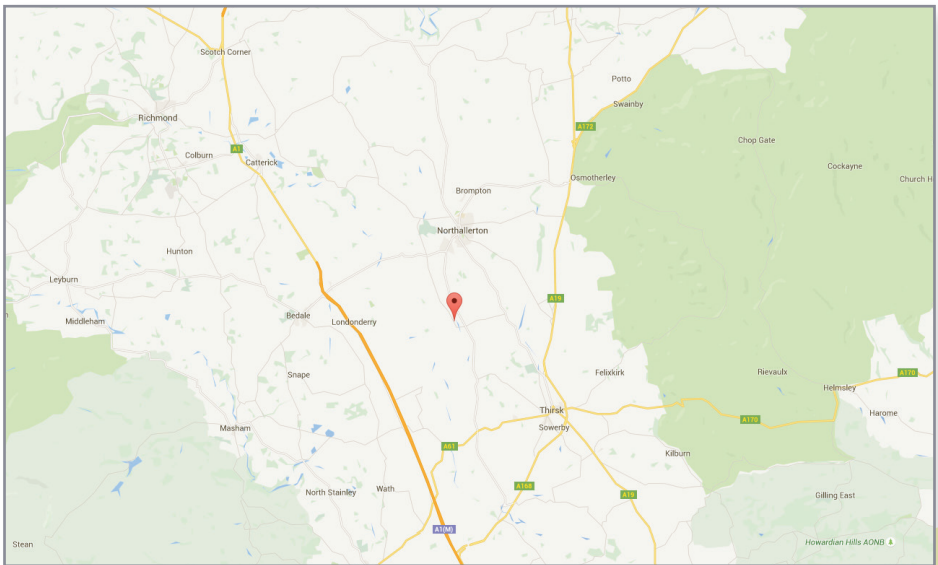 Scotch Corner
Potto
Swainby
Richmond
A172
Chop Gate
A1
Colburn
Catterick
Cockayne
Osmotherley
Church H
Brompton
Northallerton
Hunton
Leyburn
A19
Bedale
Londonderry
Middleham
Snape
Felixkirk
Rievaulx
A170
Helmsley
Thirsk
Harome
A170
Masham
Sowerby
A61
Kilburn
North Stainley
Wath
A168
A19
Gilling East
A1(M)
Stean
Howardian Hills AONB